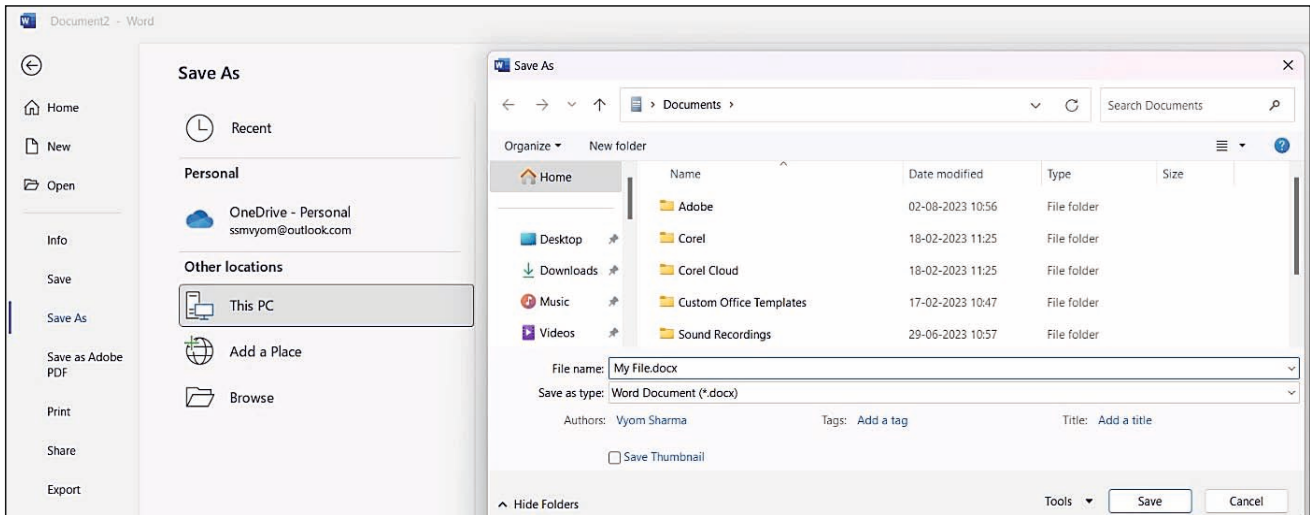 Document2 - Word
Home
New
Open
Info
Save
Save As
Save as Adobe
PDF
Print
Share
Export
Save As
Recent
Personal
OneDrive - Personal
ssmvyom@outlook.com
Other locations
This PC
Add a Place
Browse
Save As
Documents
Search Documents
Organize New folder
Home
Desktop
Downloads
Music
Videos
Name Date modified Type Size
Adobe 02-08-2023 10:56 File folder
Corel 18-02-2023 11:25 File folder
Corel Cloud 18-02-2023 11:25 File folder
Custom Office Templates 17-02-2023 10:47 File folder
Sound Recordings 29-06-2023 10:57 File folder
File name: My File.docx
Save as type: Word Document (*.docx)
Authors: Vyom Sharma Tags: Add a tag Title: Add a title
Save Thumbnail
Hide Folders Tools Save Cancel